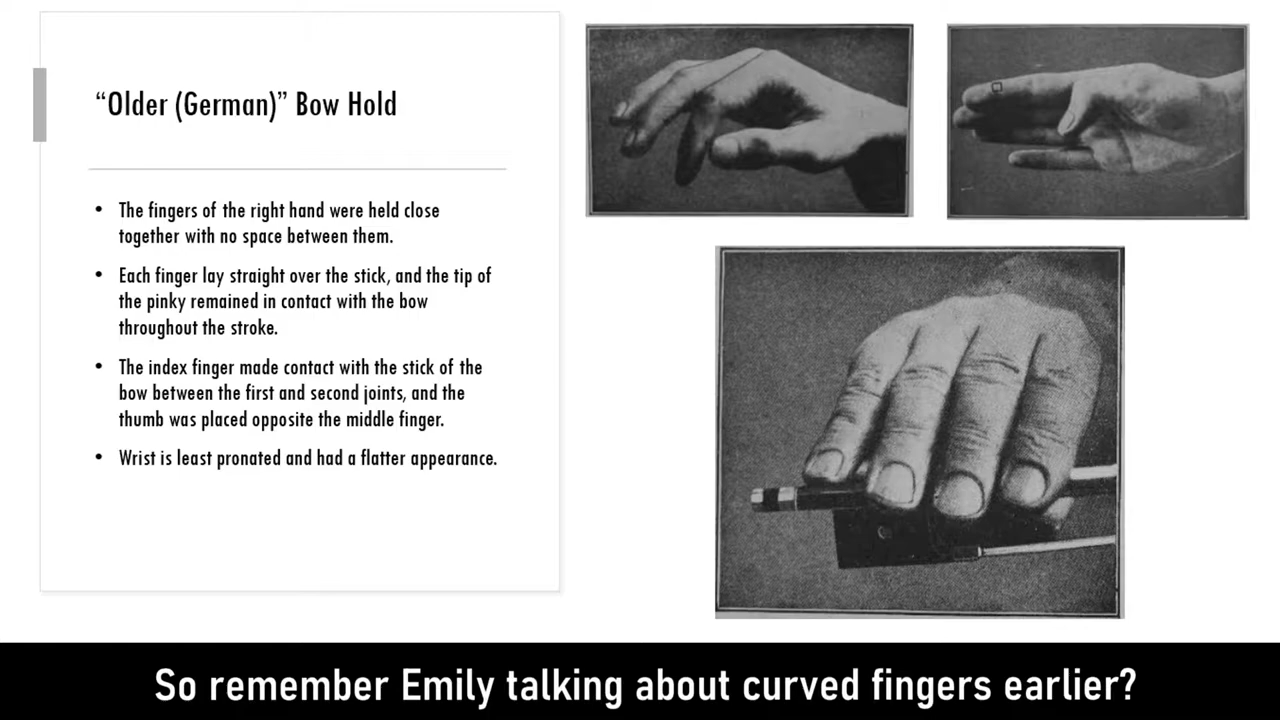 “Older (German)” Bow Hold
• The fingers of the right hand were held close
together with no space between them.
• Each finger lay straight over the stick, and the tip of
the pinky remained in contact with the bow
throughout the stroke.
• The index finger made contact with the stick of the
bow between the first and second joints, and the
thumb was placed opposite the middle finger.
• Wrist is least pronated and had a flatter appearance.
So remember Emily talking about curved fingers earlier?